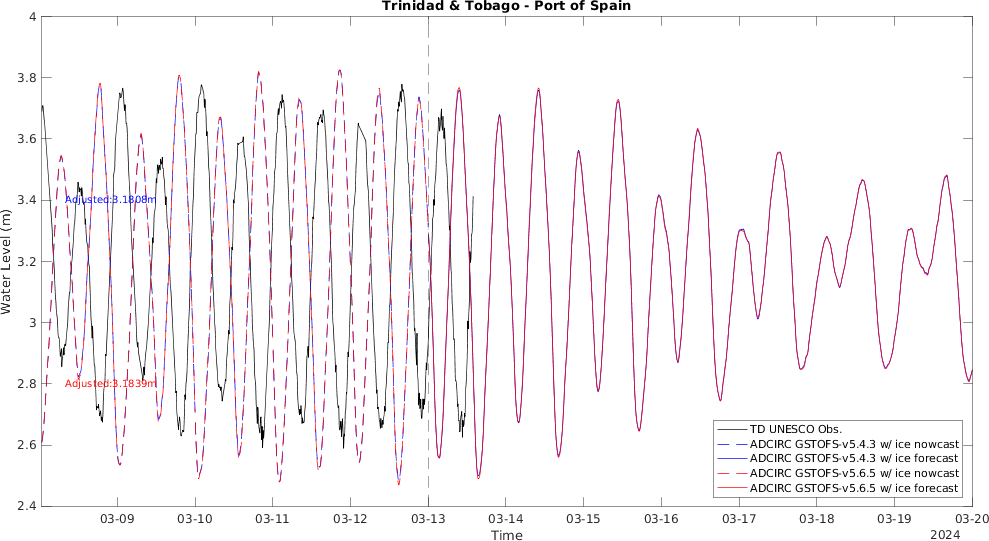 Trinidad & Tobago - Port of Spain
4
3.8
3.6
3.4
3.2
3
2.8
2.6
2.4
Water Level (m)
Adjusted:3.1808m
Adjusted:3.1839m
TD UNESCO Obs.
ADCIRC GSTOFS-v5.4.3 w/ ice nowcast
ADCIRC GSTOFS-v5.4.3 w/ ice forecast
ADCIRC GSTOFS-v5.6.5 w/ ice nowcast
ADCIRC GSTOFS-v5.6.5 w/ ice forecast
03-09 03-10 03-11 03-12 03-13 03-14 03-15 03-16 03-17 03-18 03-19 03-20
Time
2024